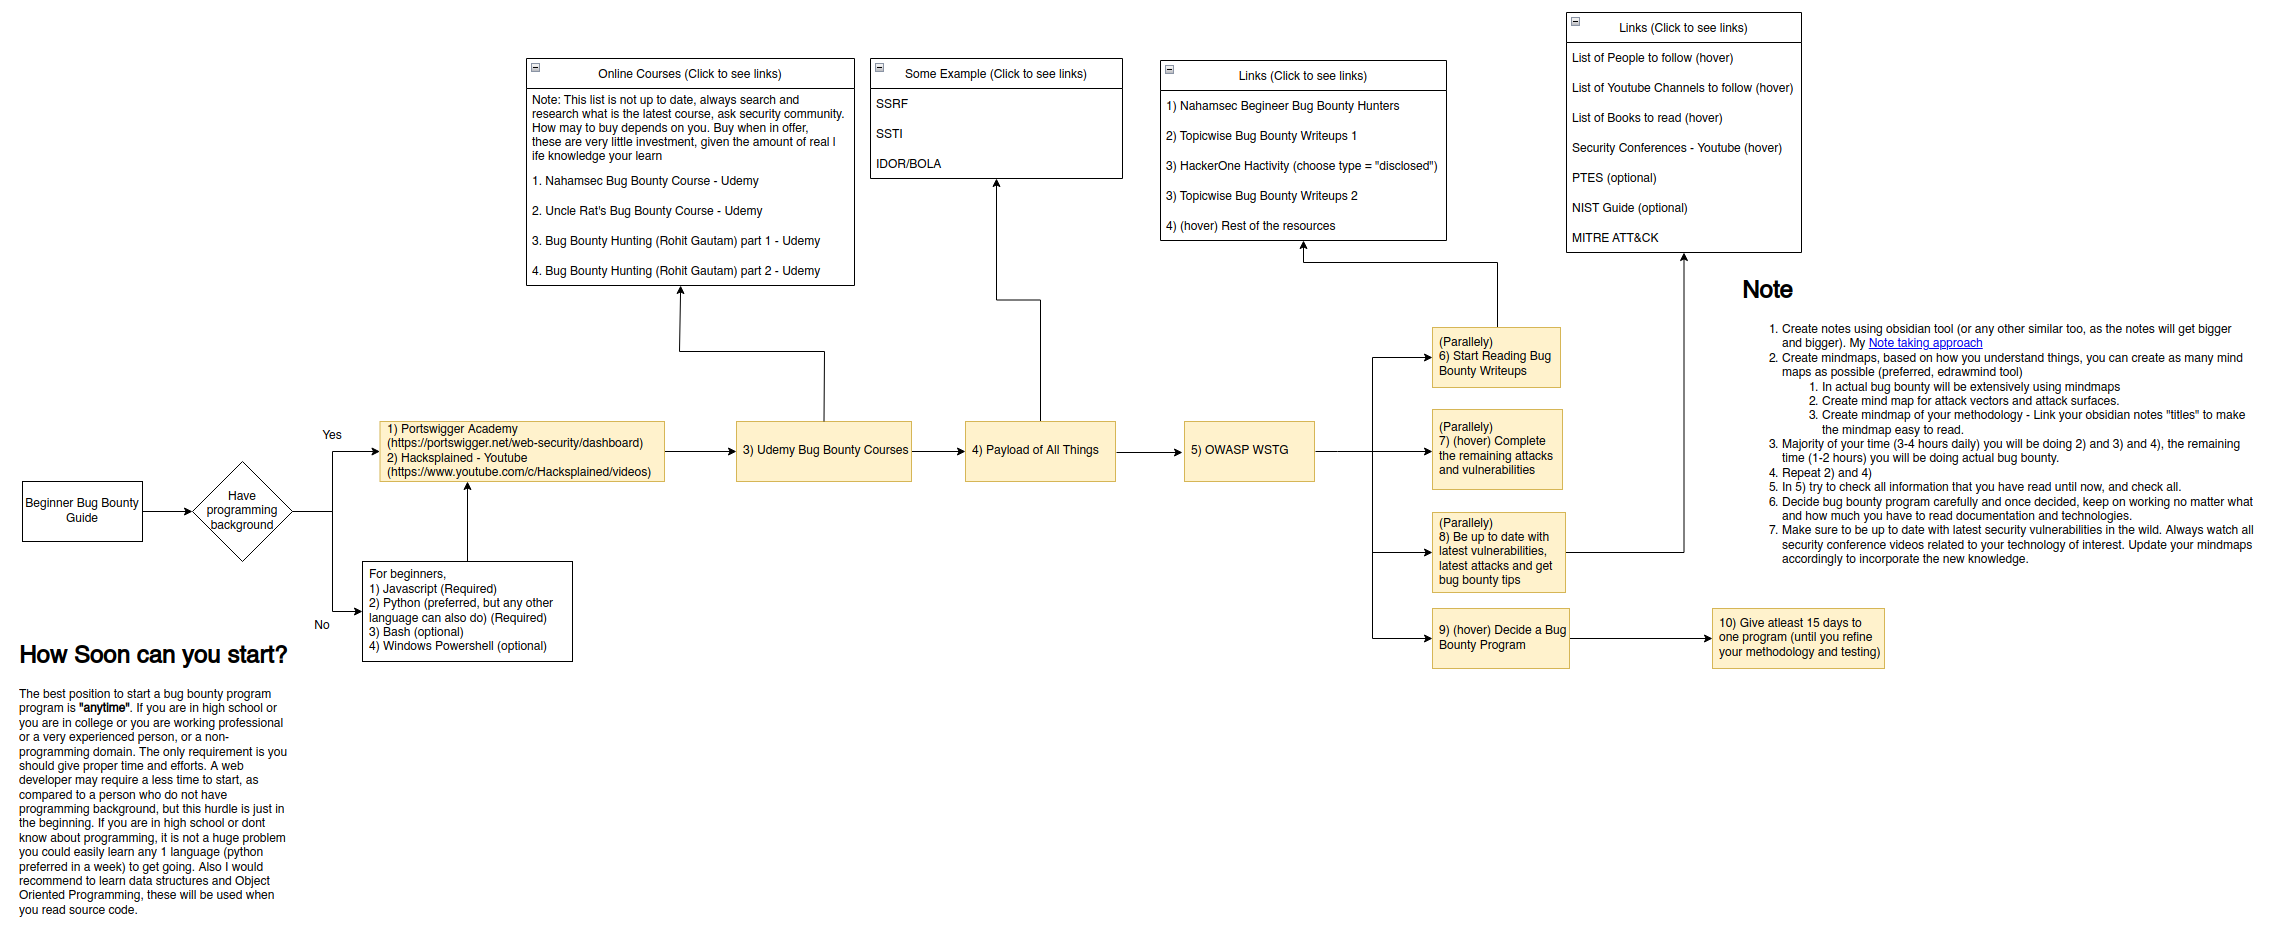 Links (Click to see links)
List of People to follow (hover)
List of Youtube Channels to follow (hover)
List of Books to read (hover)
Security Conferences - Youtube (hover)
PTES (optional)
NIST Guide (optional)
MITRE ATT&CK
Online Courses (Click to see links)
Note: This list is not up to date, always search and
research what is the latest course, ask security community.
How may to buy depends on you. Buy when in offer,
these are very little investment, given the amount of real l
ife knowledge your learn
1. Nahamsec Bug Bounty Course - Udemy
2. Uncle Rat's Bug Bounty Course - Udemy
3. Bug Bounty Hunting (Rohit Gautam) part 1 - Udemy
4. Bug Bounty Hunting (Rohit Gautam) part 2 - Udemy
Some Example (Click to see links)
SSRF
SSTI
IDOR/BOLA
Links (Click to see links)
1) Nahamsec Begineer Bug Bounty Hunters
2) Topicwise Bug Bounty Writeups 1
3) HackerOne Hactivity (choose type = "disclosed")
3) Topicwise Bug Bounty Writeups 2
4) (hover) Rest of the resources
Beginner Bug Bounty
Guide
Have
programming
background
Yes
No
1) Portswigger Academy
(https://portswigger.net/web-security/dashboard)
2) Hacksplained - Youtube
(https://www.youtube.com/c/Hacksplained/videos)
For beginners,
1) Javascript (Required)
2) Python (preferred, but any other
language can also do) (Required)
3) Bash (optional)
4) Windows Powershell (optional)
3) Udemy Bug Bounty Courses
4) Payload of All Things
5) OWASP WSTG
(Parallely)
6) Start Reading Bug
Bounty Writeups
(Parallely)
7) (hover) Complete
the remaining attacks
and vulnerabilities
(Parallely)
8) Be up to date with
latest vulnerabilities,
latest attacks and get
bug bounty tips
9) (hover) Decide a Bug
Bounty Program
10) Give atleast 15 days to
one program (until you refine
your methodology and testing)
Note
1. Create notes using obsidian tool (or any other similar too, as the notes will get bigger
and bigger). My Note taking approach
2. Create mindmaps, based on how you understand things, you can create as many mind
maps as possible (preferred, edrawmind tool)
1. In actual bug bounty will be extensively using mindmaps
2. Create mind map for attack vectors and attack surfaces.
3. Create mindmap of your methodology - Link your obsidian notes "titles" to make
the mindmap easy to read.
3. Majority of your time (3-4 hours daily) you will be doing 2) and 3) and 4), the remaining
time (1-2 hours) you will be doing actual bug bounty.
4. Repeat 2) and 4)
5. In 5) try to check all information that you have read until now, and check all.
6. Decide bug bounty program carefully and once decided, keep on working no matter what
and how much you have to read documentation and technologies.
7. Make sure to be up to date with latest security vulnerabilities in the wild. Always watch all
security conference videos related to your technology of interest. Update your mindmaps
accordingly to incorporate the new knowledge.
How Soon can you start?
The best position to start a bug bounty program
program is "anytime". If you are in high school or
you are in college or you are working professional
or a very experienced person, or a non-
programming domain. The only requirement is you
should give proper time and efforts. A web
developer may require a less time to start, as
compared to a person who do not have
programming background, but this hurdle is just in
the beginning. If you are in high school or dont
know about programming, it is not a huge problem
you could easily learn any 1 language (python
preferred in a week) to get going. Also I would
recommend to learn data structures and Object
Oriented Programming, these will be used when
you read source code.